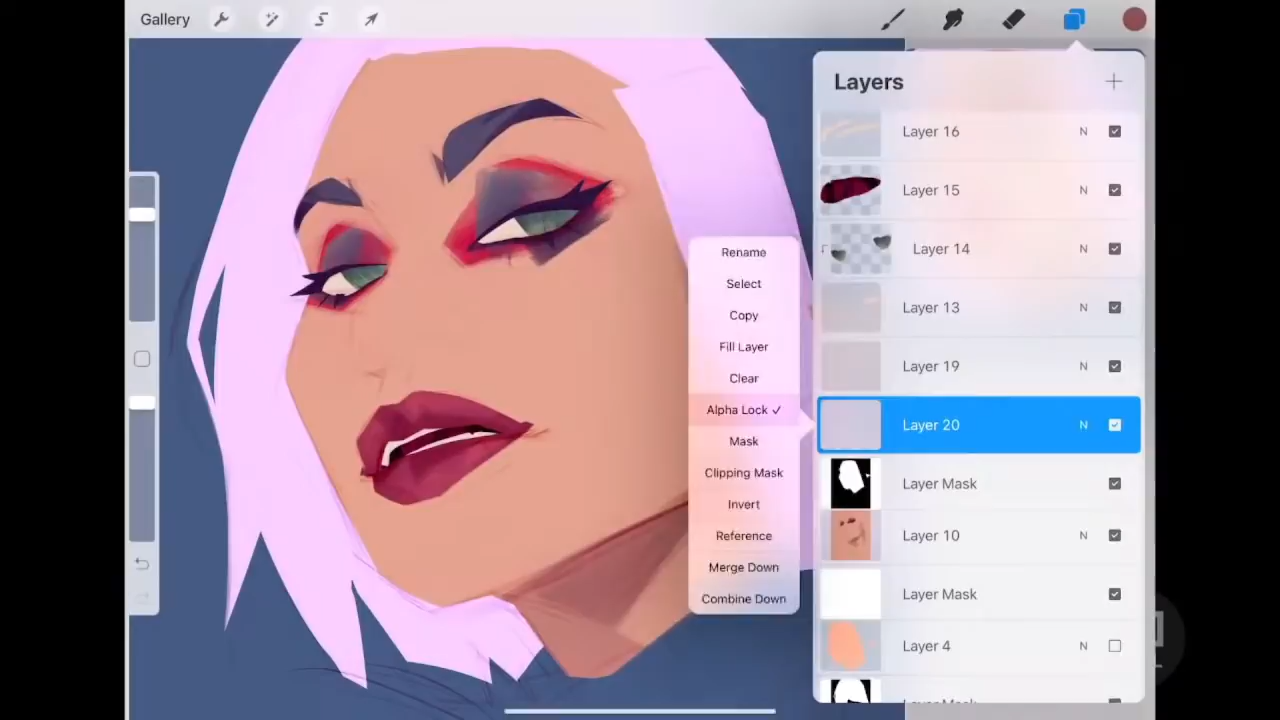 Gallery
Layers
Layer 16 N
Layer 15 N
Layer 14 N
Layer 13 N
Layer 19 N
Layer 20 N
Layer Mask
Layer 10 N
Layer Mask
Layer 4 N
Layer Mask
Rename
Select
Copy
Fill Layer
Clear
Alpha Lock ✓
Mask
Clipping Mask
Invert
Reference
Merge Down
Combine Down